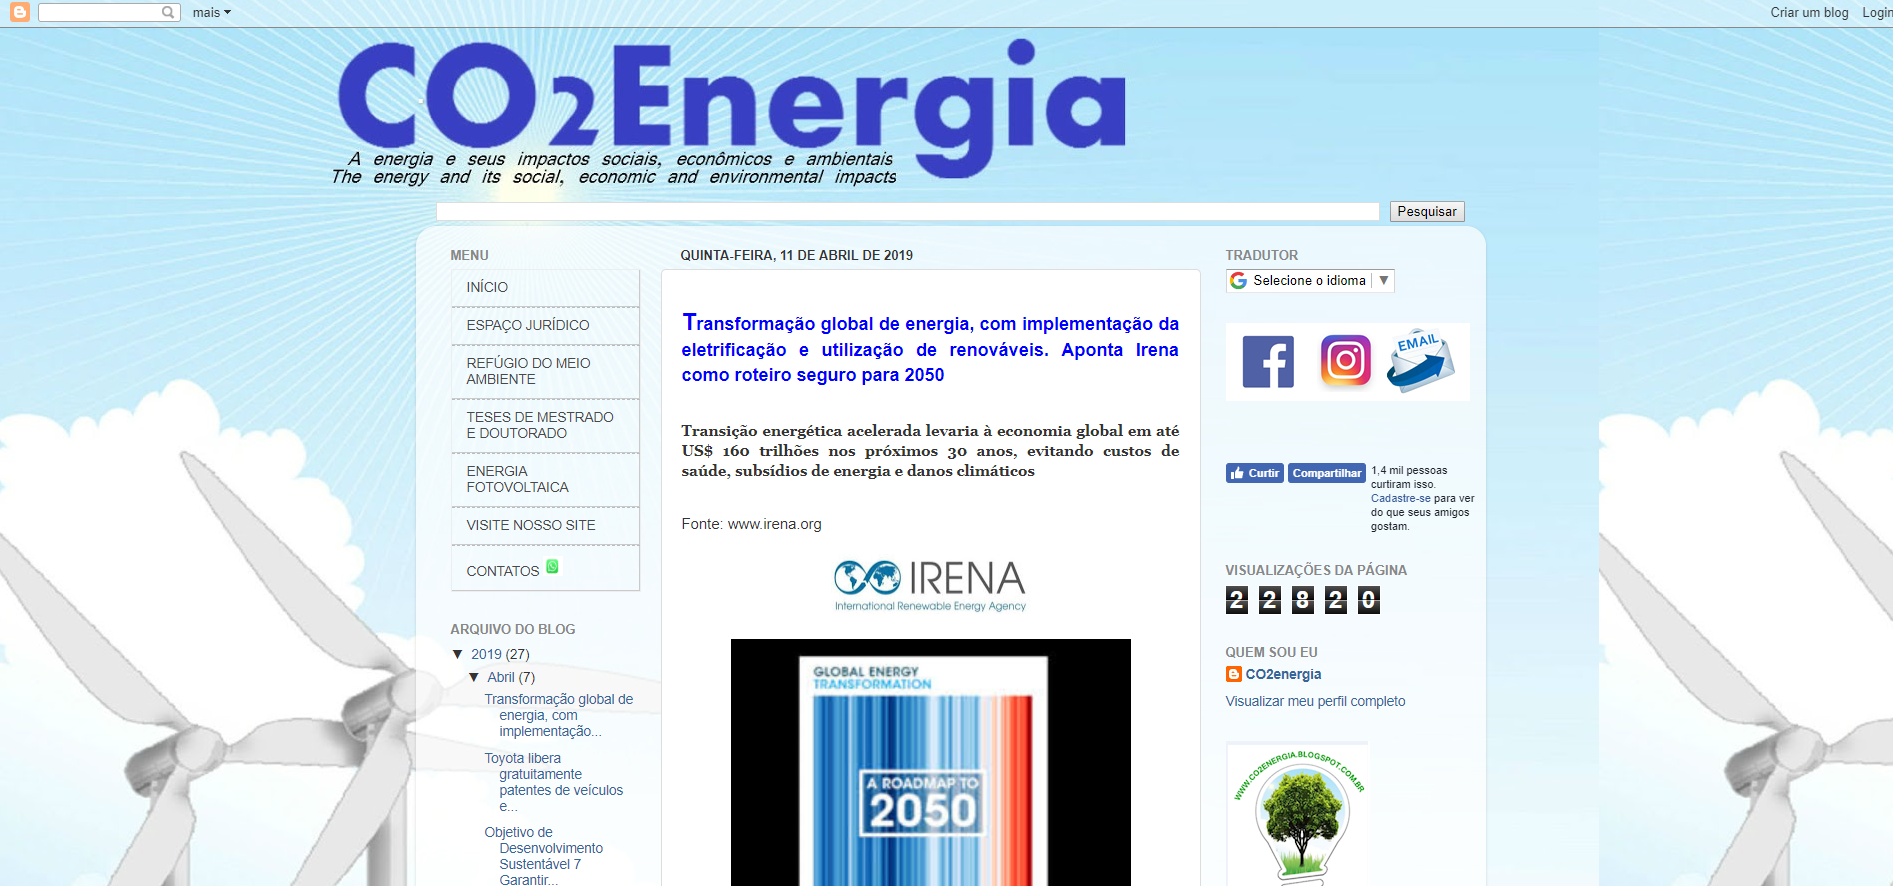 mais
Criar um blog
Login
CO2Energia
A energia e seus impactos sociais, econômicos e ambientais
The energy and its social, economic and environmental impacts
Pesquisar
MENU
INÍCIO
ESPAÇO JURÍDICO
REFÚGIO DO MEIO
AMBIENTE
TESES DE MESTRADO
E DOUTORADO
ENERGIA
FOTOVOLTAICA
VISITE NOSSO SITE
CONTATOS
ARQUIVO DO BLOG
▼ 2019 (27)
▼ Abril (7)
Transformação global de
energia, com
implementação...
Toyota libera
gratuitamente
patentes de veículos
e...
Objetivo de
Desenvolvimento
Sustentável 7
Garantir...
QUINTA-FEIRA, 11 DE ABRIL DE 2019
Transformação global de energia, com implementação da
eletrificação e utilização de renováveis. Aponta Irena
como roteiro seguro para 2050
Transição energética acelerada levaria à economia global em até
US$ 160 trilhões nos próximos 30 anos, evitando custos de
saúde, subsídios de energia e danos climáticos
Fonte: www.irena.org
IRENA
International Renewable Energy Agency
GLOBAL ENERGY
TRANSFORMATION
A ROADMAP TO
2050
TRADUTOR
Selecione o idioma ▼
EMAIL
Curtir
Compartilhar
1,4 mil pessoas
curtiram isso.
Cadastre-se para ver
do que seus amigos
gostam.
VISUALIZAÇÕES DA PÁGINA
22820
QUEM SOU EU
CO2energia
Visualizar meu perfil completo
WWW.CO2ENERGIA.BLOGSPOT.COM.BR